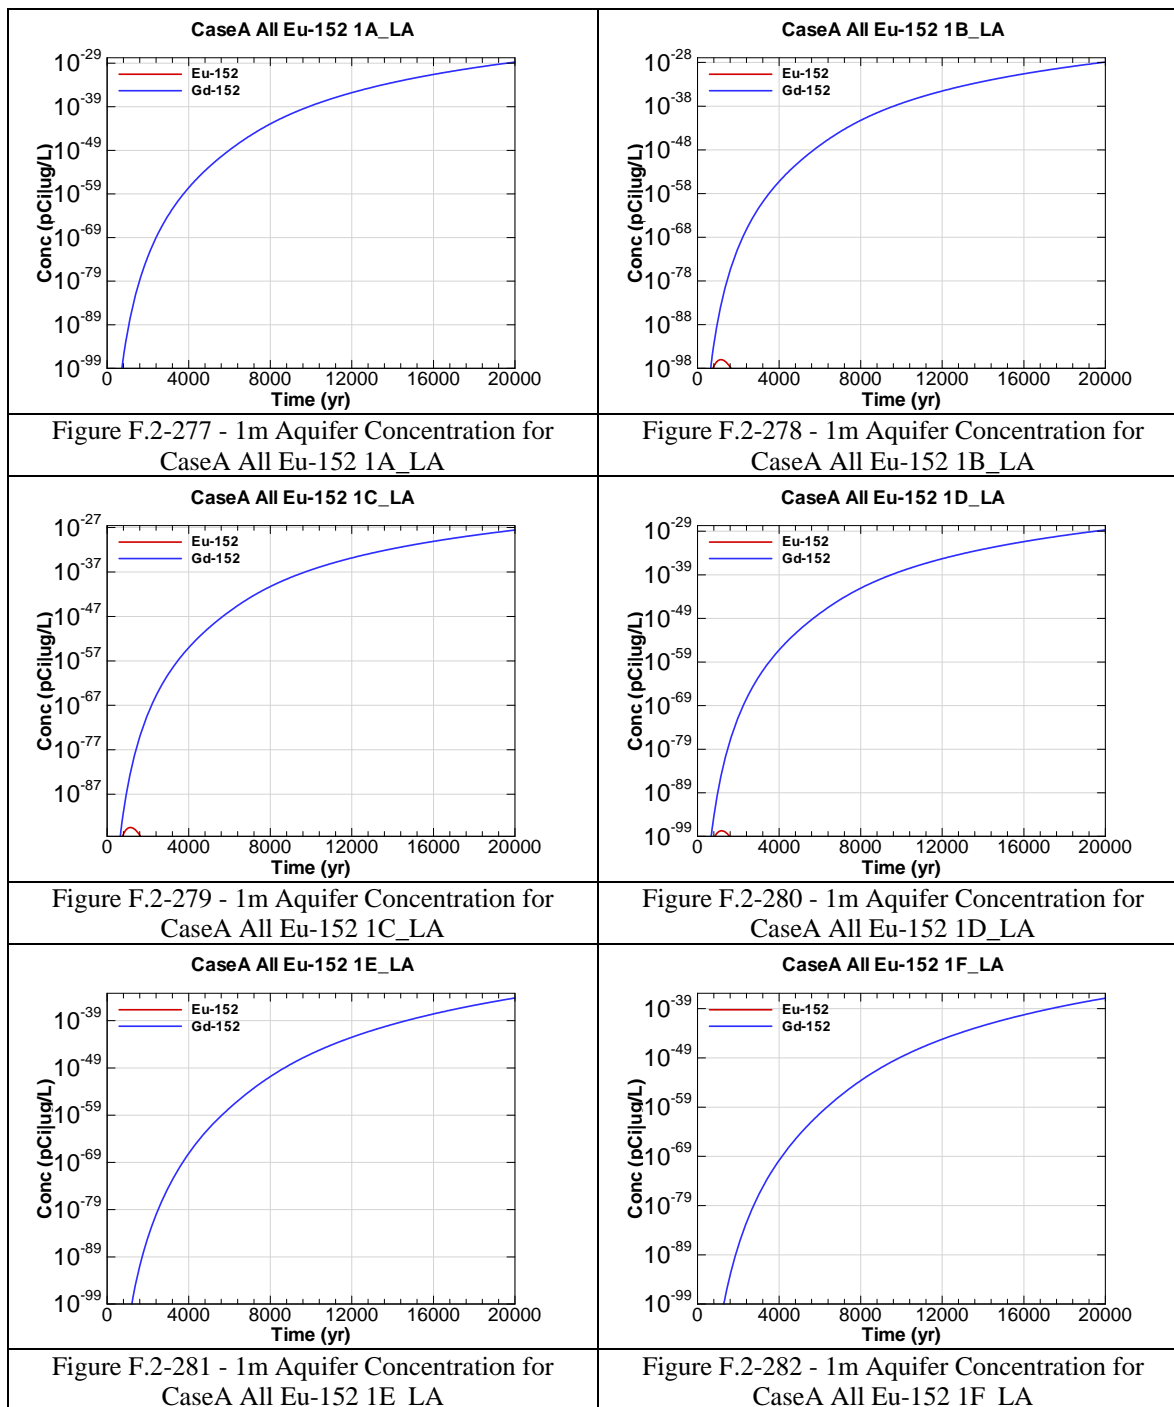 CaseA All Eu-152 1A_LA
Eu-152
Gd-152
Conc (pCi|ug/L)
10^-29
10^-39
10^-49
10^-59
10^-69
10^-79
10^-89
10^-99
0 4000 8000 12000 16000 20000
Time (yr)
Figure F.2-277 - 1m Aquifer Concentration for
CaseA All Eu-152 1A_LA
CaseA All Eu-152 1B_LA
Eu-152
Gd-152
Conc (pCi|ug/L)
10^-28
10^-38
10^-48
10^-58
10^-68
10^-78
10^-88
10^-98
0 4000 8000 12000 16000 20000
Time (yr)
Figure F.2-278 - 1m Aquifer Concentration for
CaseA All Eu-152 1B_LA
CaseA All Eu-152 1C_LA
Eu-152
Gd-152
Conc (pCi|ug/L)
10^-27
10^-37
10^-47
10^-57
10^-67
10^-77
10^-87
0 4000 8000 12000 16000 20000
Time (yr)
Figure F.2-279 - 1m Aquifer Concentration for
CaseA All Eu-152 1C_LA
CaseA All Eu-152 1D_LA
Eu-152
Gd-152
Conc (pCi|ug/L)
10^-29
10^-39
10^-49
10^-59
10^-69
10^-79
10^-89
10^-99
0 4000 8000 12000 16000 20000
Time (yr)
Figure F.2-280 - 1m Aquifer Concentration for
CaseA All Eu-152 1D_LA
CaseA All Eu-152 1E_LA
Eu-152
Gd-152
Conc (pCi|ug/L)
10^-39
10^-49
10^-59
10^-69
10^-79
10^-89
10^-99
0 4000 8000 12000 16000 20000
Time (yr)
Figure F.2-281 - 1m Aquifer Concentration for
CaseA All Eu-152 1E_LA
CaseA All Eu-152 1F_LA
Eu-152
Gd-152
Conc (pCi|ug/L)
10^-39
10^-49
10^-59
10^-69
10^-79
10^-89
10^-99
0 4000 8000 12000 16000 20000
Time (yr)
Figure F.2-282 - 1m Aquifer Concentration for
CaseA All Eu-152 1F_LA